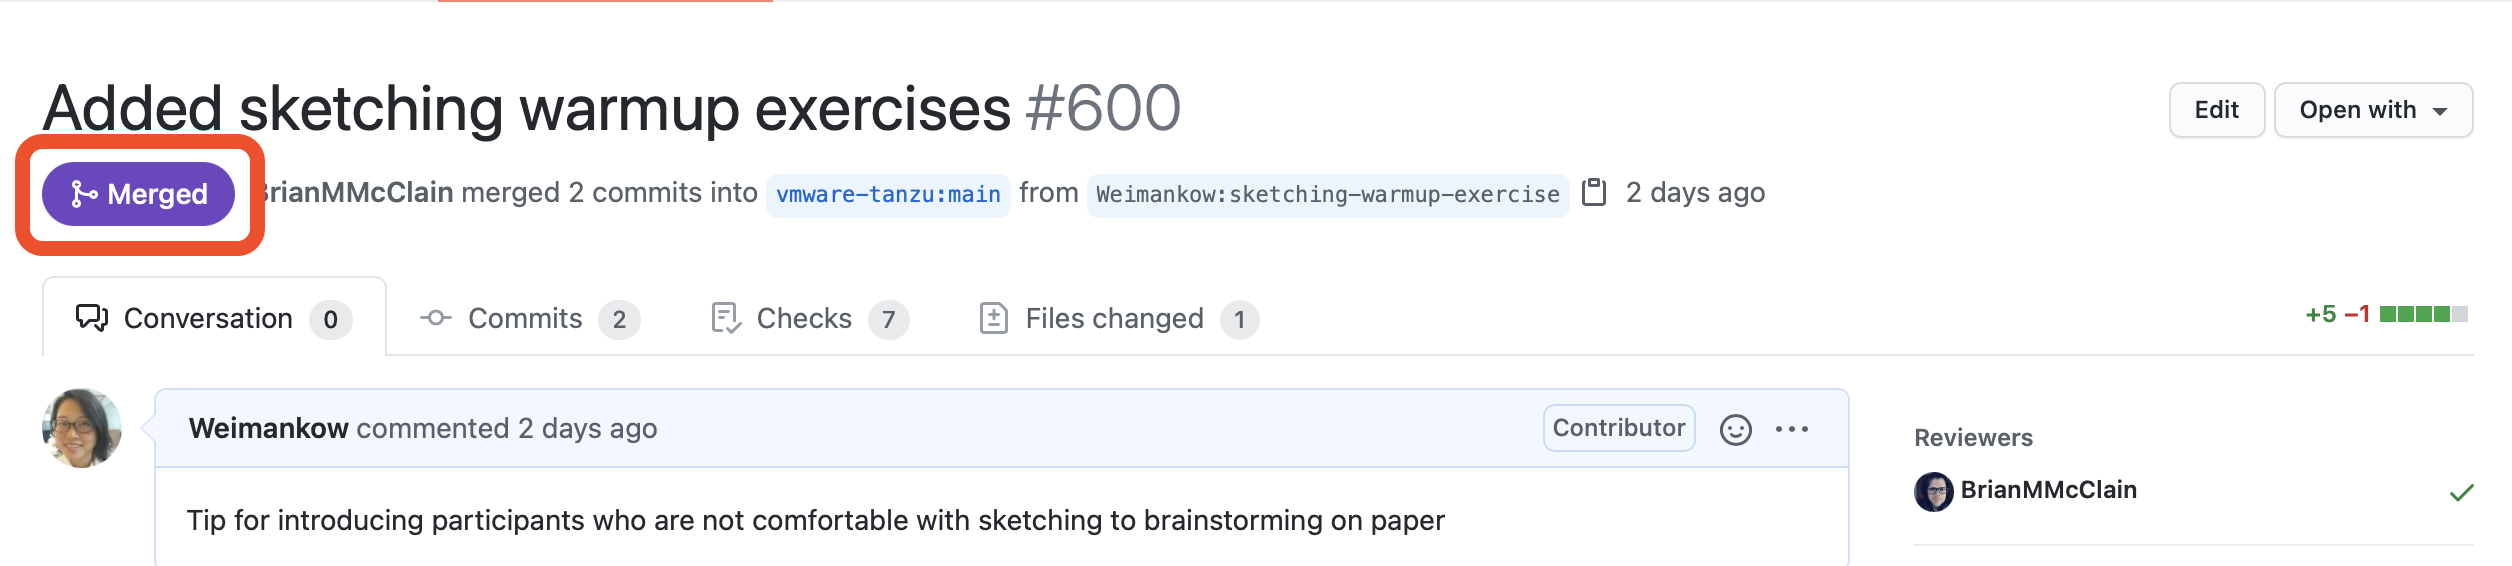 Added sketching warmup exercises #600
Edit
Open with
Merged
BrianMMcClain merged 2 commits into vmware-tanzu:main from Weimankow:sketching-warmup-exercise 2 days ago
Conversation 0
Commits 2
Checks 7
Files changed 1
+5 −1
Weimankow commented 2 days ago
Contributor
Tip for introducing participants who are not comfortable with sketching to brainstorming on paper
Reviewers
BrianMMcClain